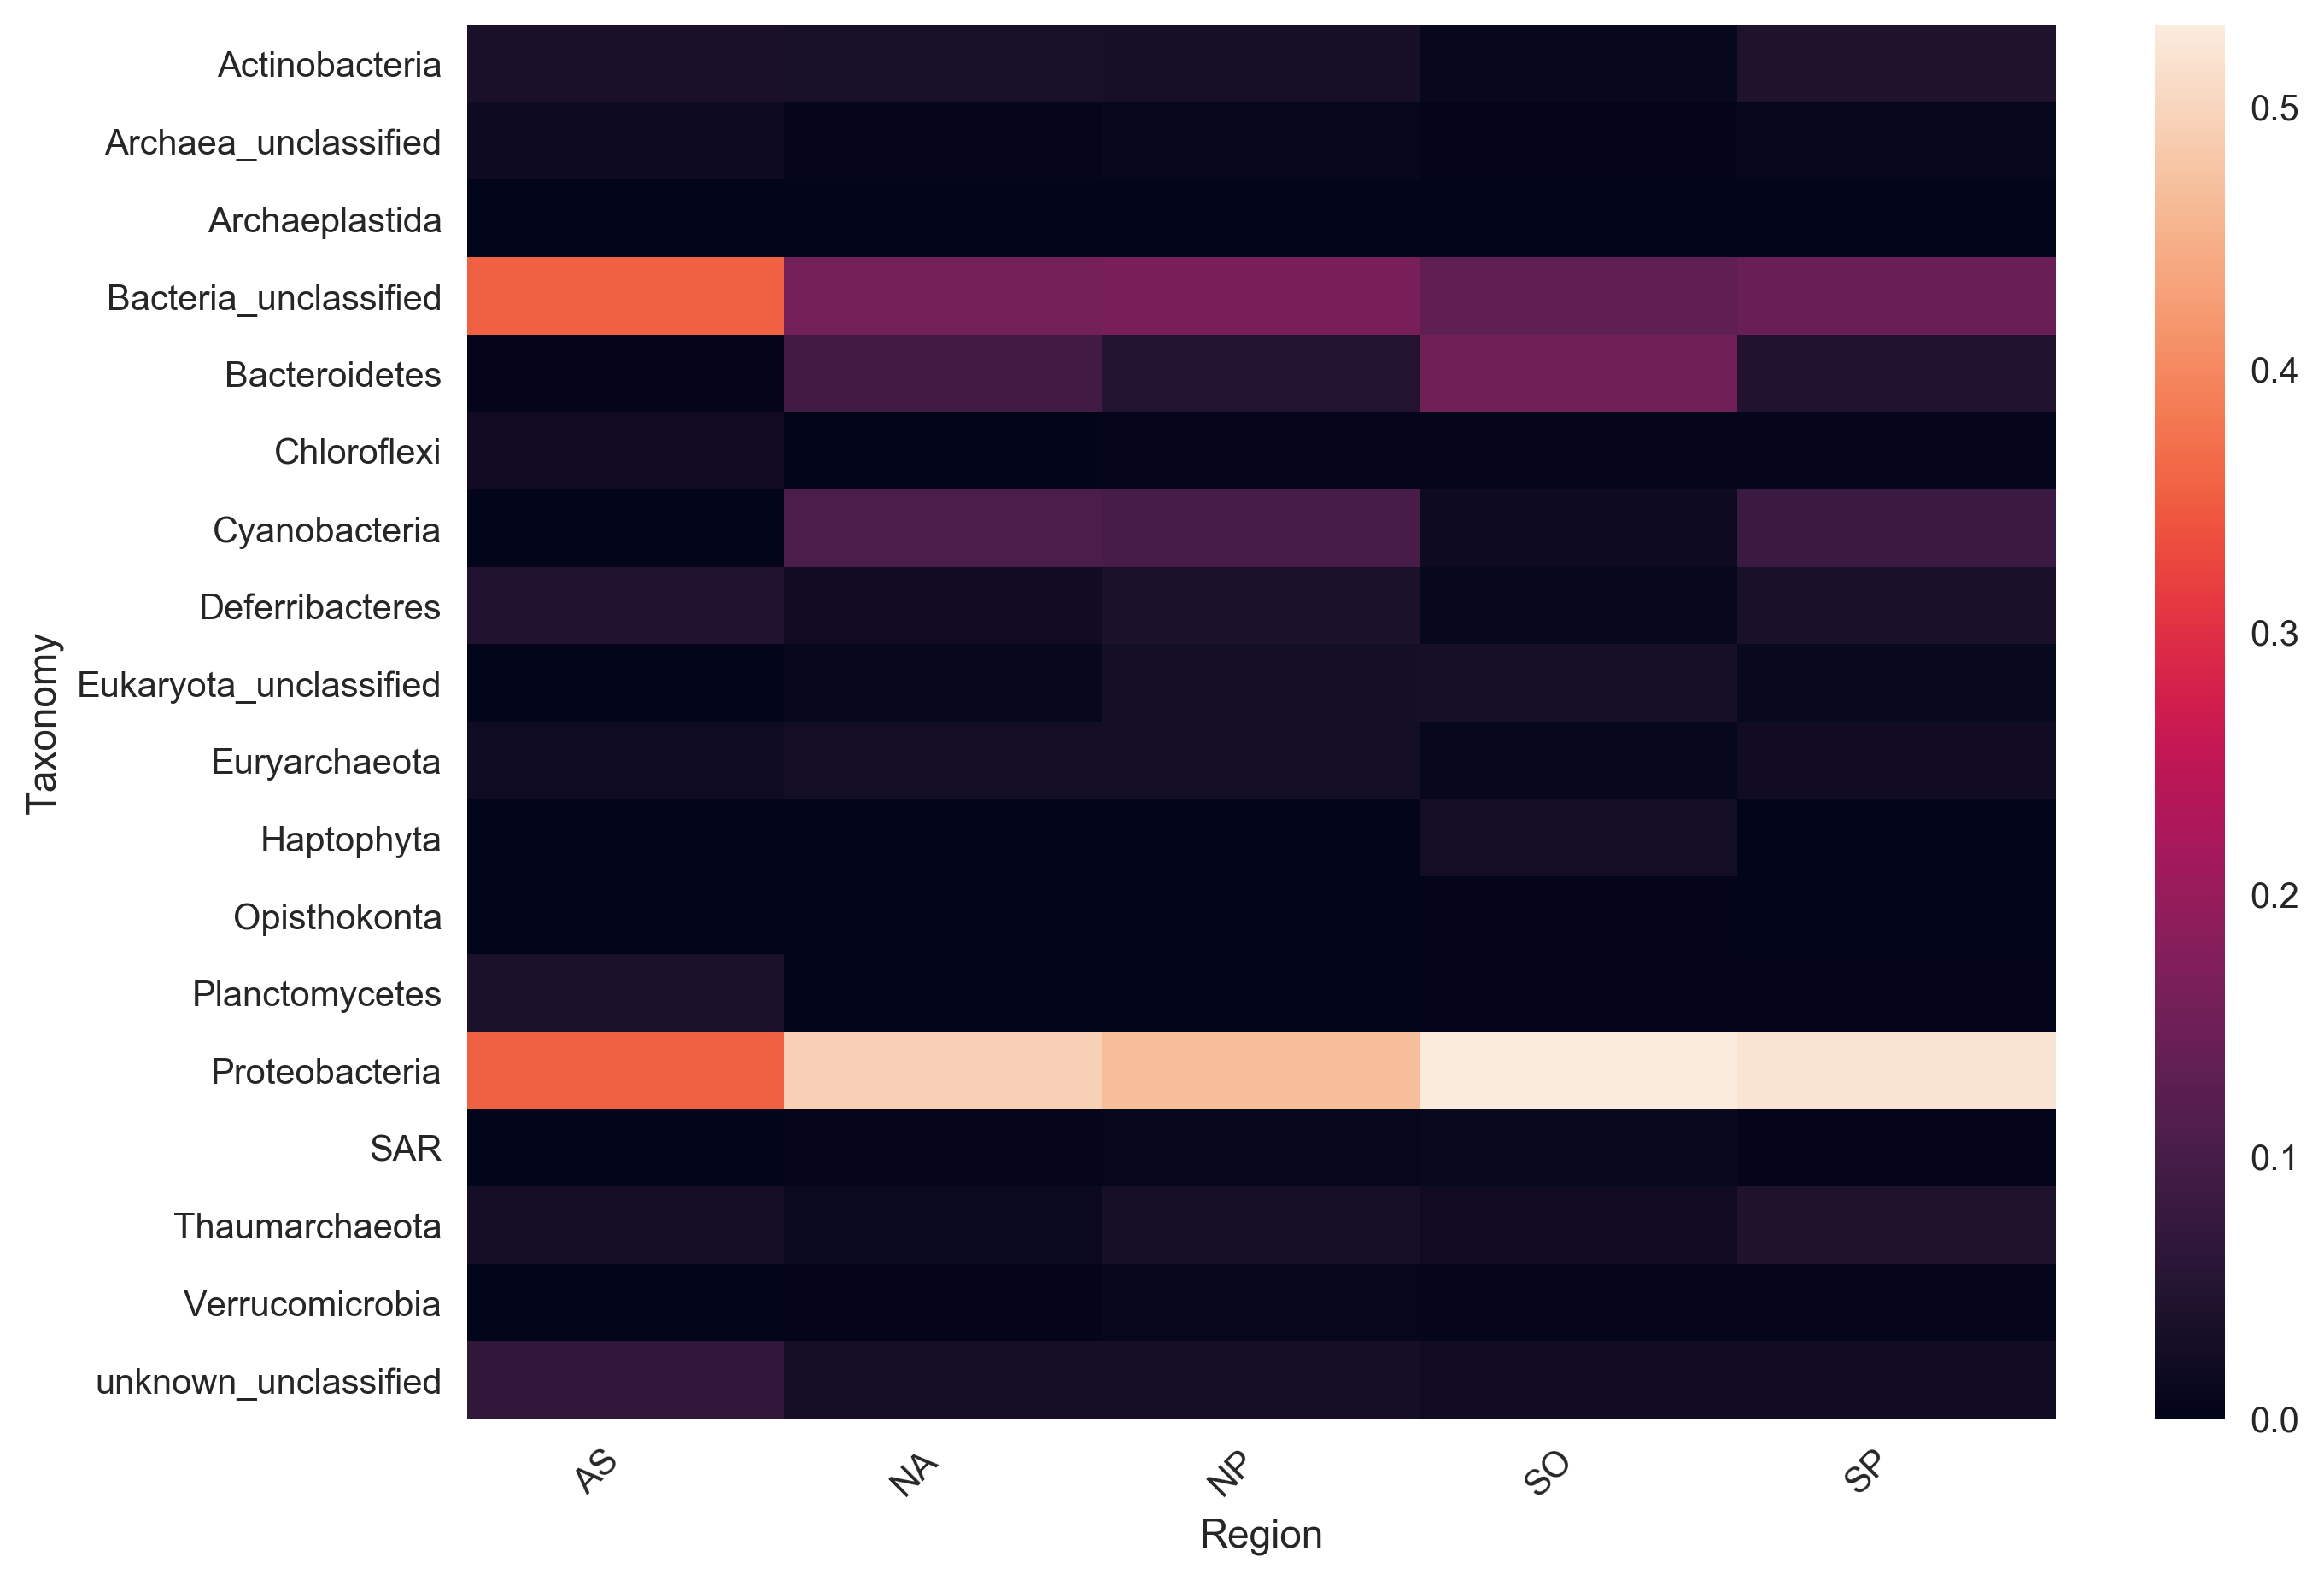 Taxonomy
Actinobacteria
Archaea_unclassified
Archaeplastida
Bacteria_unclassified
Bacteroidetes
Chloroflexi
Cyanobacteria
Deferribacteres
Eukaryota_unclassified
Euryarchaeota
Haptophyta
Opisthokonta
Planctomycetes
Proteobacteria
SAR
Thaumarchaeota
Verrucomicrobia
unknown_unclassified
AS
NA
NP
SO
SP
Region
0.5
0.4
0.3
0.2
0.1
0.0